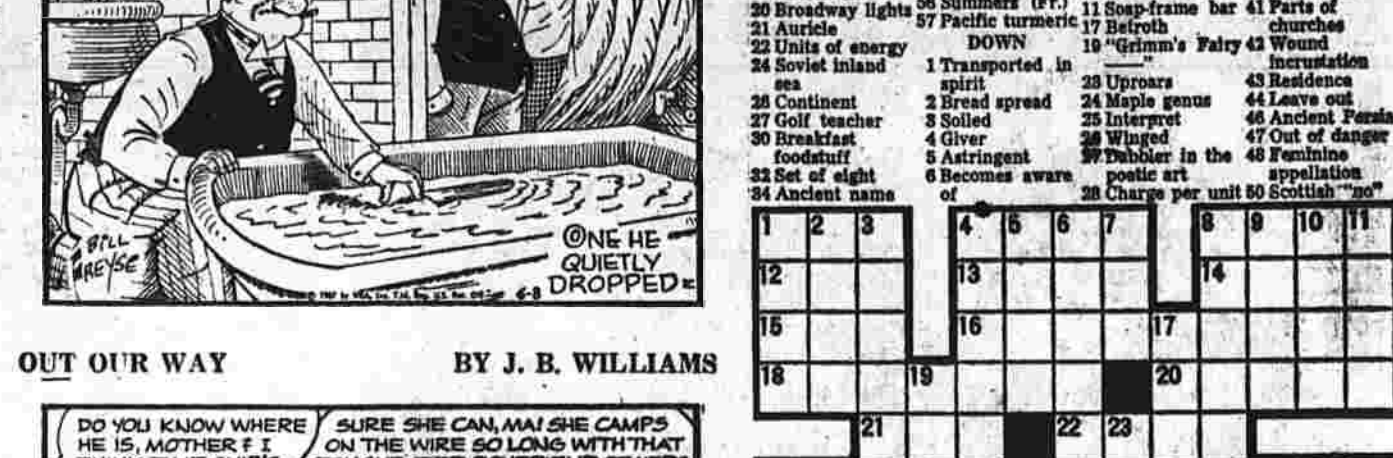 BILL
FREYSE
ONE HE
QUIETLY
DROPPED=
6-8
OUT OUR WAY BY J. B. WILLIAMS
DO YOU KNOW WHERE
HE IS, MOTHER? I
SURE SHE CAN, MA! SHE CAMPS
ON THE WIRE SO LONG WITH THAT
20 Broadway lights
21 Auricle
22 Units of energy
24 Soviet inland
sea
26 Continent
27 Golf teacher
30 Breakfast
foodstuff
32 Set of eight
34 Ancient name
56 Summers (Fr.)
57 Pacific turmeric
DOWN
1 Transported in
spirit
2 Bread spread
3 Soiled
4 Giver
5 Astringent
6 Becomes aware
of
11 Soap-frame bar
17 Betroth
19 "Grimm's Fairy
——"
23 Uproars
24 Maple genus
25 Interpret
26 Winged
27 Dabbler in the
poetic art
28 Charge per unit
41 Parts of
churches
42 Wound
incrustation
43 Residence
44 Leave out
46 Ancient Persia
47 Out of danger
48 Feminine
appellation
50 Scottish "no"
1 2 3 4 5 6 7 8 9 10 11
12 13 14
15 16 17
18 19 20
21 22 23